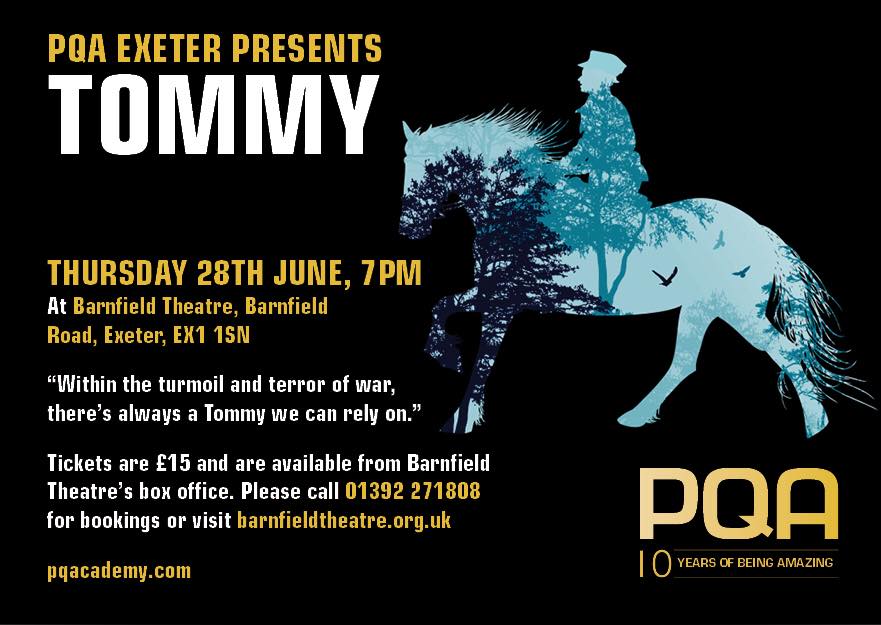 PQA EXETER PRESENTS
TOMMY
THURSDAY 28TH JUNE, 7PM
At Barnfield Theatre, Barnfield
Road, Exeter, EX1 1SN
“Within the turmoil and terror of war,
there’s always a Tommy we can rely on.”
Tickets are £15 and are available from Barnfield
Theatre’s box office. Please call 01392 271808
for bookings or visit barnfieldtheatre.org.uk
pqacademy.com
PQA
10 YEARS OF BEING AMAZING